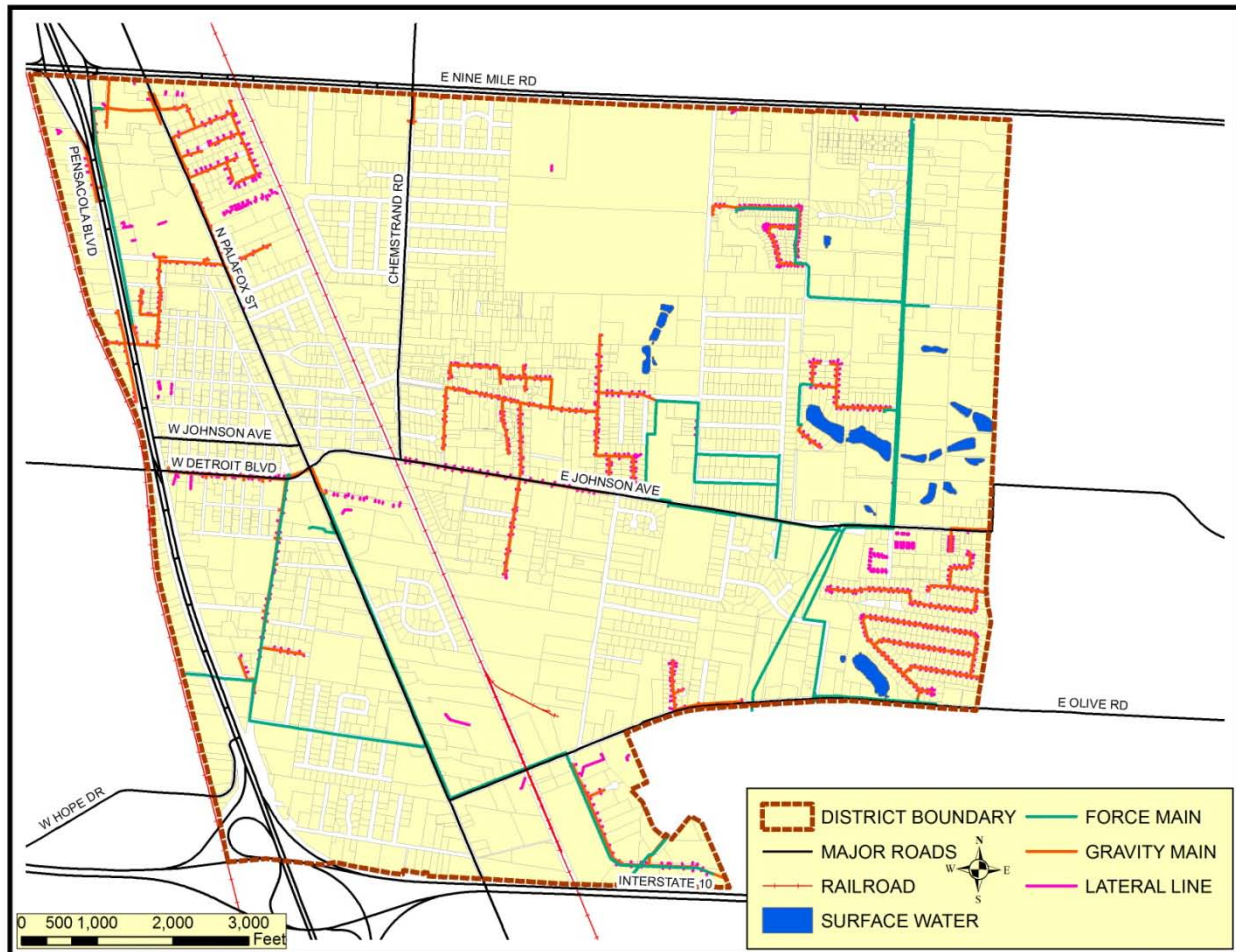 E NINE MILE RD
PENSACOLA BLVD
N PALAFOX ST
CHEMSTRAND RD
W JOHNSON AVE
W DETROIT BLVD
E JOHNSON AVE
E OLIVE RD
W HOPE DR
INTERSTATE 10
0 500 1,000 2,000 3,000
Feet
DISTRICT BOUNDARY
MAJOR ROADS
RAILROAD
SURFACE WATER
N
W E
S
FORCE MAIN
GRAVITY MAIN
LATERAL LINE